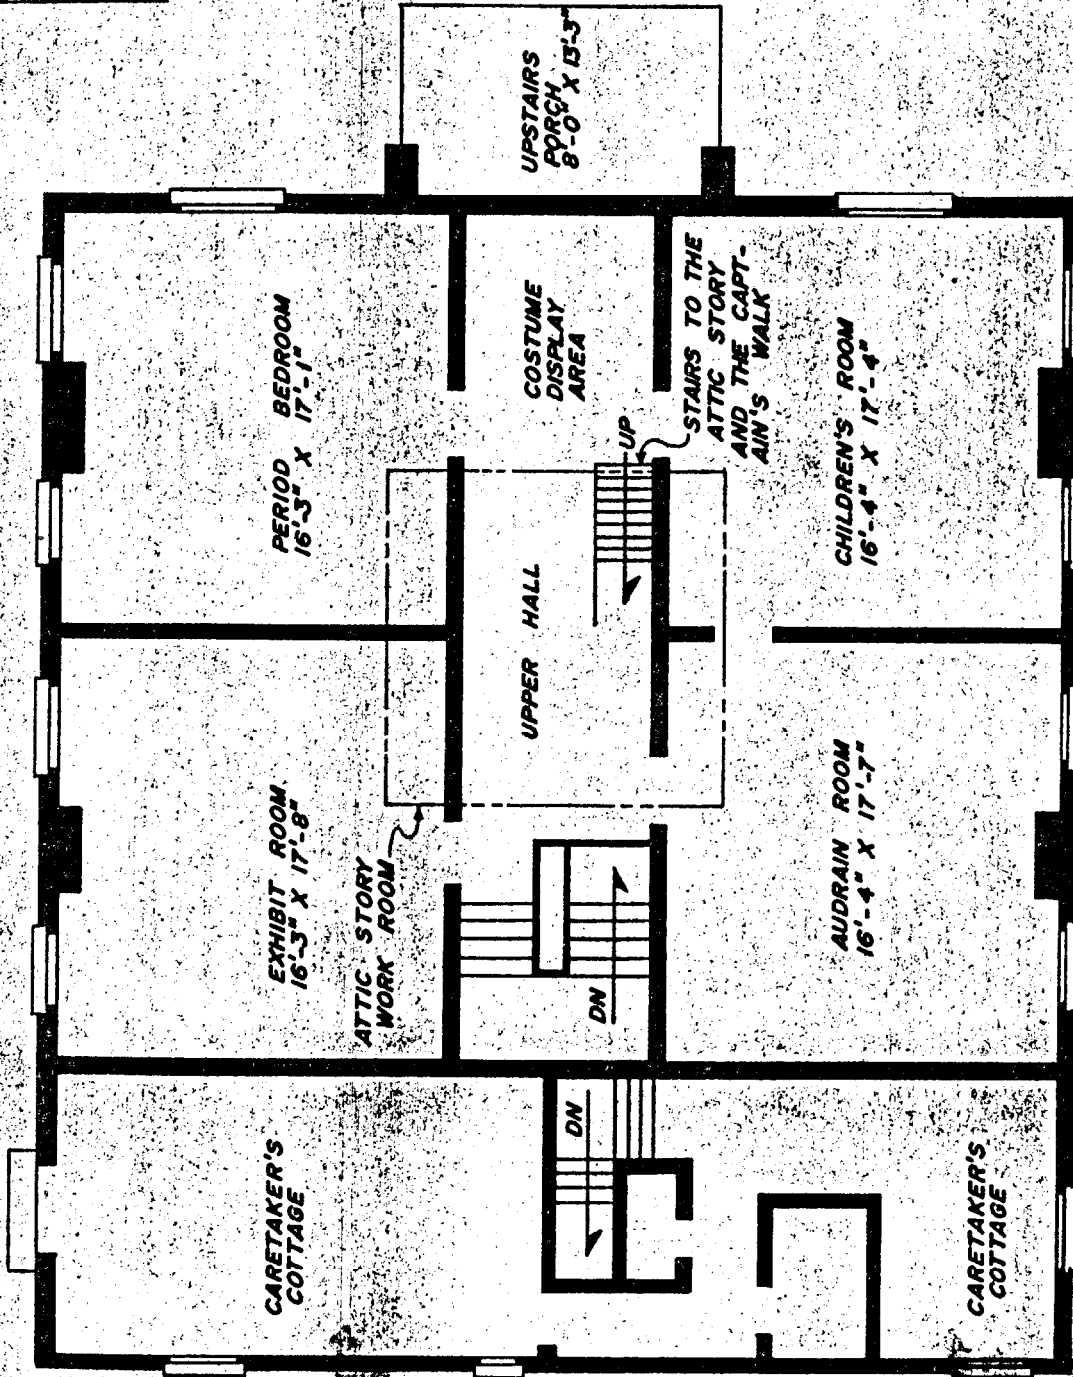 UPSTAIRS
PORCH
8'-0" X 13'-3"
PERIOD BEDROOM
16'-3" X 17'-1"
COSTUME
DISPLAY
AREA
STAIRS TO THE
ATTIC STORY
AND THE CAPT-
AIN'S WALK
UP
CHILDREN'S ROOM
16'-4" X 17'-4"
UPPER HALL
EXHIBIT ROOM
16'-3" X 17'-8"
ATTIC STORY
WORK ROOM
AUDRAIN ROOM
16'-4" X 17'-7"
DN
DN
CARETAKER'S
COTTAGE
CARETAKER'S
COTTAGE